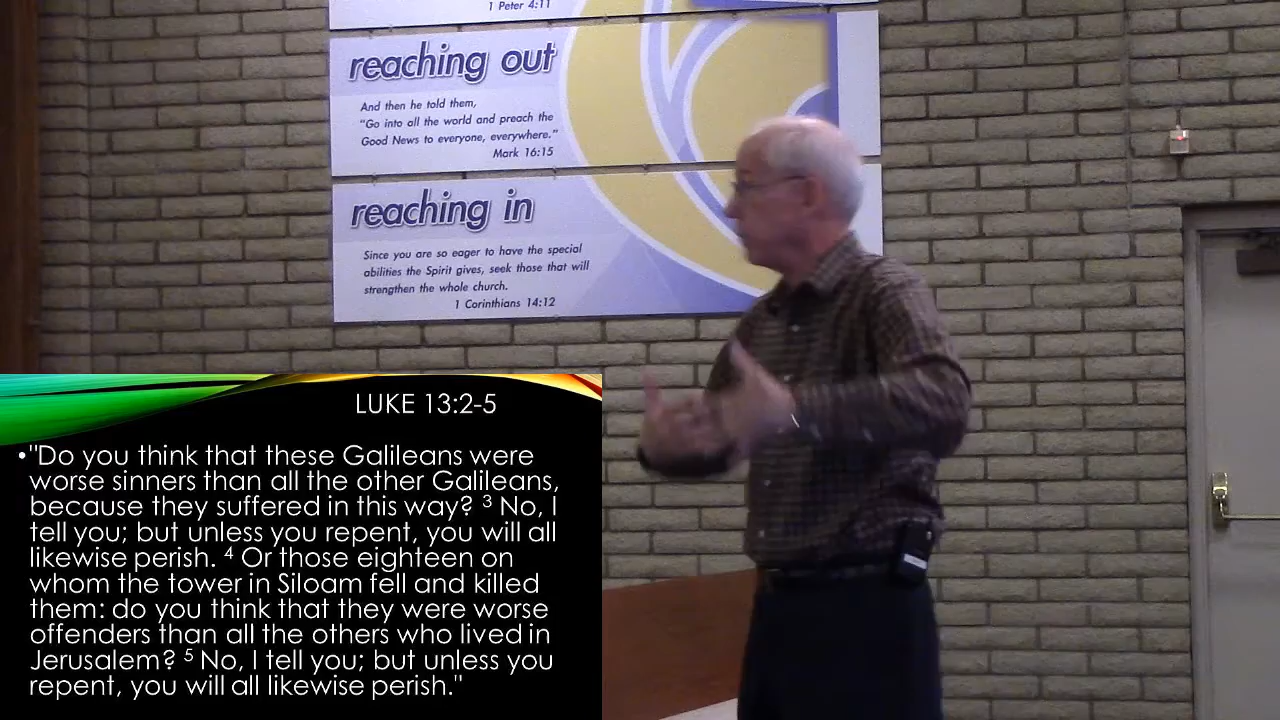 1 Peter 4:11
reaching out
And then he told them,
"Go into all the world and preach the
Good News to everyone, everywhere."
Mark 16:15
reaching in
Since you are so eager to have the special
abilities the Spirit gives, seek those that will
strengthen the whole church.
1 Corinthians 14:12
LUKE 13:2-5
•"Do you think that these Galileans were
worse sinners than all the other Galileans,
because they suffered in this way? ³ No, I
tell you; but unless you repent, you will all
likewise perish. ⁴ Or those eighteen on
whom the tower in Siloam fell and killed
them: do you think that they were worse
offenders than all the others who lived in
Jerusalem? ⁵ No, I tell you; but unless you
repent, you will all likewise perish."